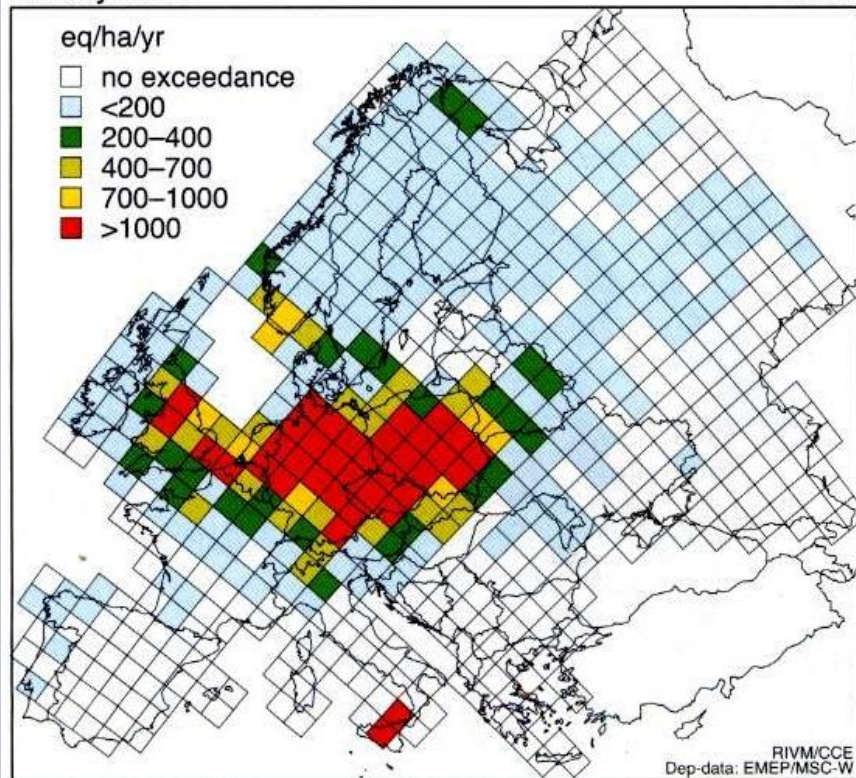 eq/ha/yr
no exceedance
<200
200–400
400–700
700–1000
>1000
RIVM/CCE
Dep-data: EMEP/MSC-W